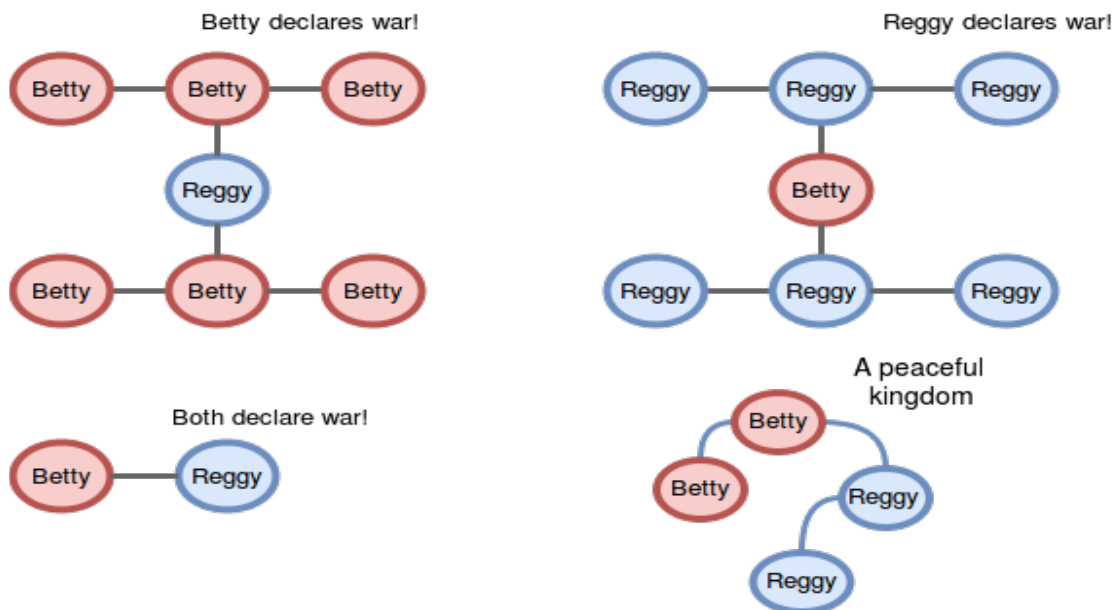 Betty declares war!
Betty Betty Betty
Reggy
Betty Betty Betty
Reggy declares war!
Reggy Reggy Reggy
Betty
Reggy Reggy Reggy
Both declare war!
Betty Reggy
A peaceful
kingdom
Betty
Betty
Reggy
Reggy